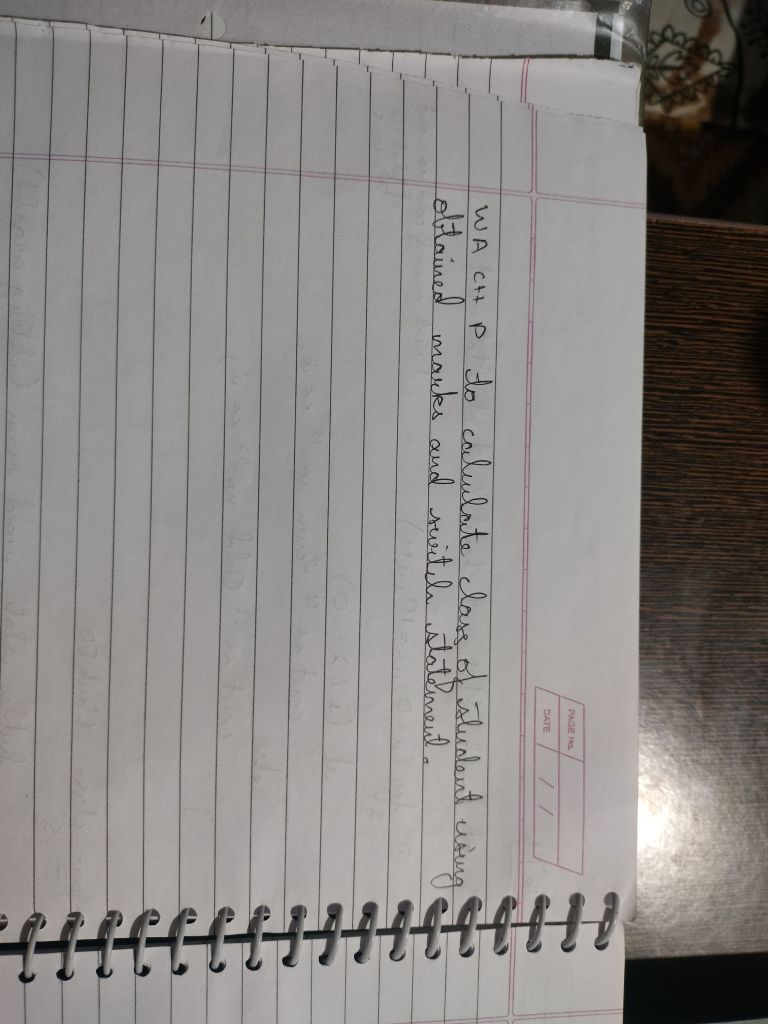 PAGE No.
DATE / /
WA C++ P to calculate class of student using
obtained marks and switch statement.